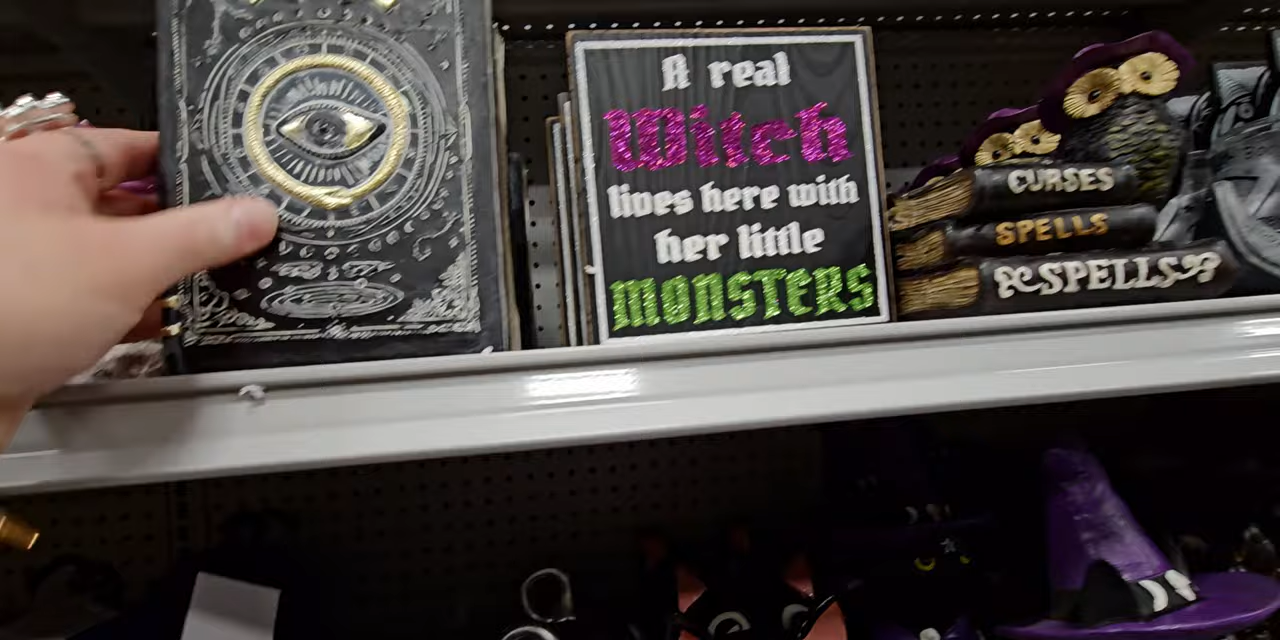 A real
Witch
lives here with
her little
MONSTERS
CURSES
SPELLS
SPELLS